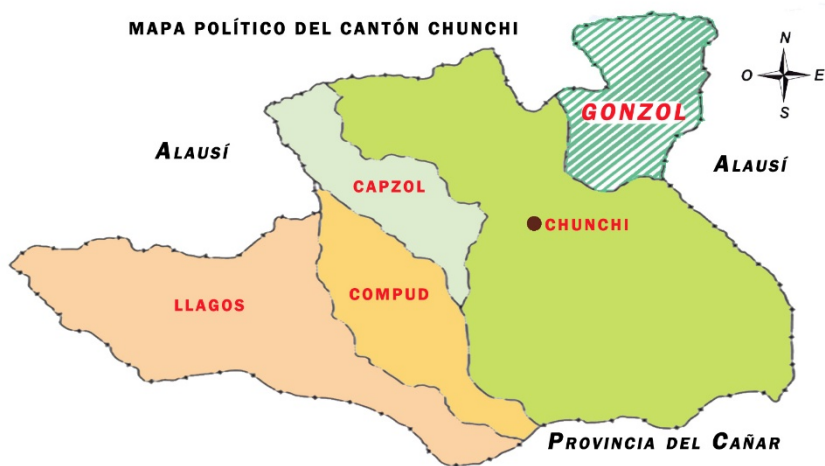 MAPA POLÍTICO DEL CANTÓN CHUNCHI
N
O E
S
GONZOL
ALAUSÍ
ALAUSÍ
CAPZOL
CHUNCHI
COMPUD
LLAGOS
PROVINCIA DEL CAÑAR